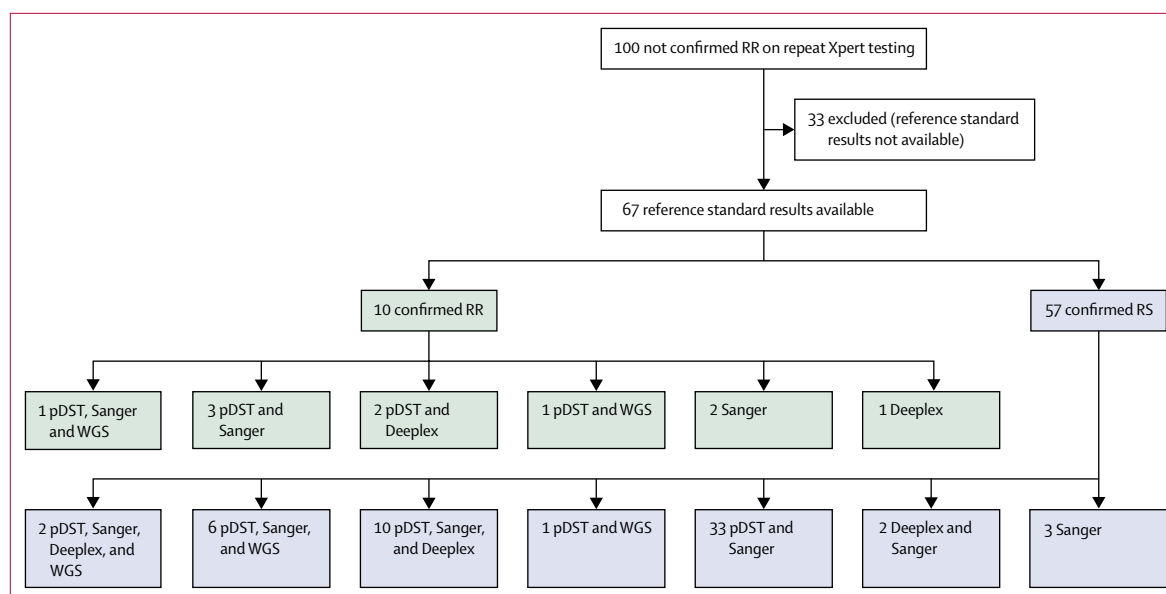 100 not confirmed RR on repeat Xpert testing
33 excluded (reference standard
results not available)
67 reference standard results available
10 confirmed RR
57 confirmed RS
1 pDST, Sanger
and WGS
3 pDST and
Sanger
2 pDST and
Deeplex
1 pDST and WGS
2 Sanger
1 Deeplex
2 pDST, Sanger,
Deeplex, and
WGS
6 pDST, Sanger,
and WGS
10 pDST, Sanger,
and Deeplex
1 pDST and WGS
33 pDST and
Sanger
2 Deeplex and
Sanger
3 Sanger